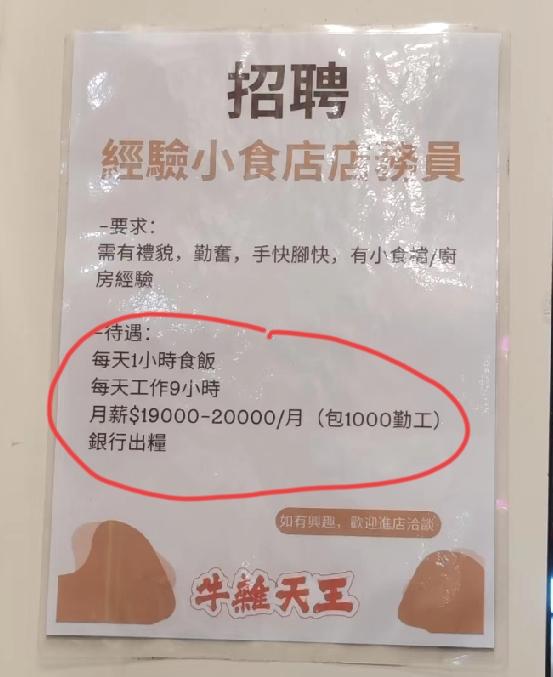 招聘
經驗小食店店務員
-要求:
需有禮貌，勤奮，手快腳快，有小食檔/廚
房經驗
-待遇:
每天1小時食飯
每天工作9小時
月薪$19000-20000/月（包1000勤工）
銀行出糧
如有興趣，歡迎進店洽談
牛雜天王